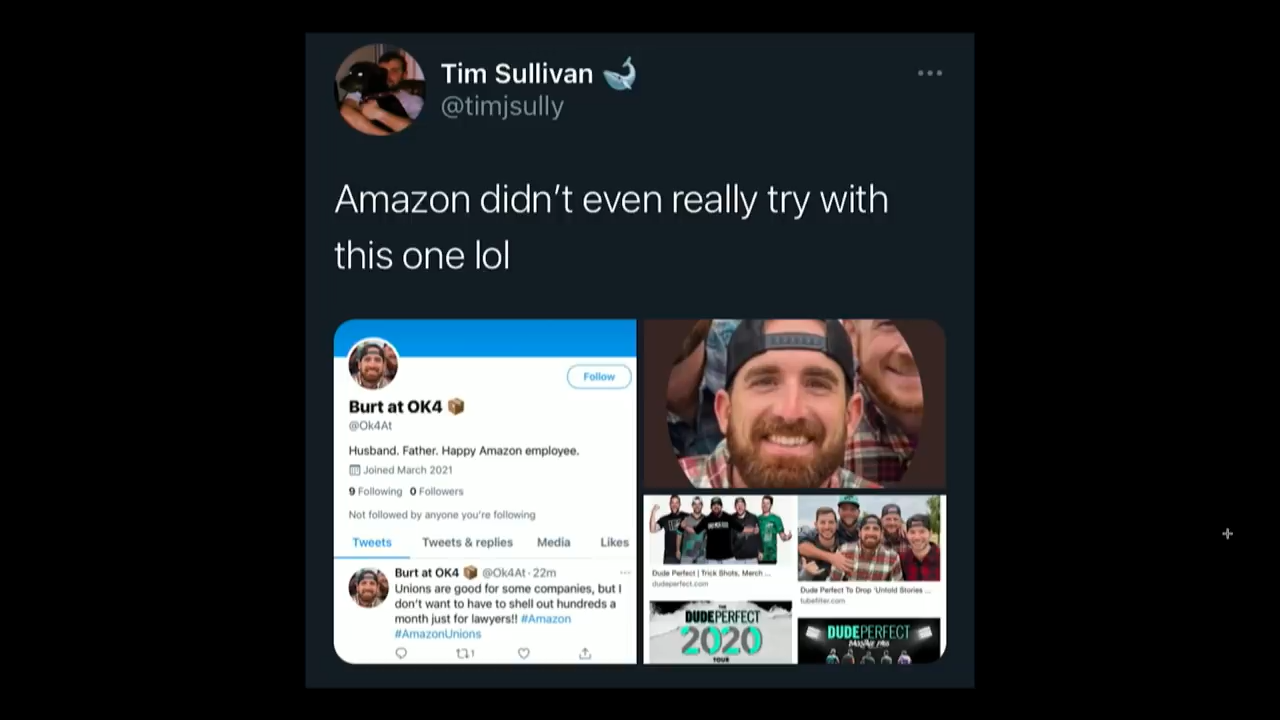 Tim Sullivan 🐳
@timjsully
Amazon didn't even really try with
this one lol
Follow
Burt at OK4 📦
@Ok4At
Husband. Father. Happy Amazon employee.
Joined March 2021
9 Following 0 Followers
Not followed by anyone you're following
Tweets Tweets & replies Media Likes
Burt at OK4 📦 @Ok4At · 22m
Unions are good for some companies, but I
don't want to have to shell out hundreds a
month just for lawyers!! #Amazon
#AmazonUnions
1
Dude Perfect | Trick Shots, Merch ...
dudeperfect.com
Dude Perfect To Drop 'Untold Stories ...
tubefilter.com
THE
DUDEPERFECT
2020
TOUR
DUDEPERFECT